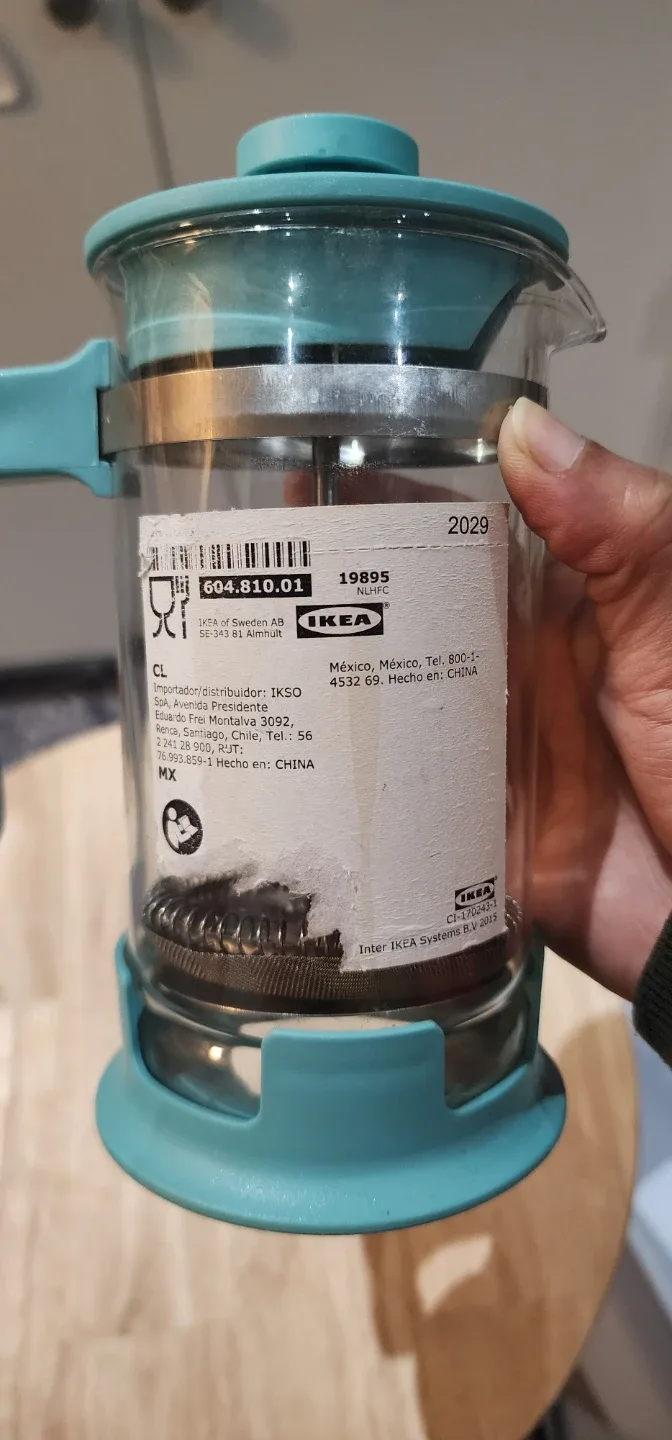 2029
604.810.01
19895
NLHFC
IKEA of Sweden AB
SE-343 81 Älmhult
IKEA®
CL
Importador/distribuidor: IKSO
SpA, Avenida Presidente
Eduardo Frei Montalva 3092,
Renca, Santiago, Chile, Tel.: 56
2 241 28 900, RUT:
76.993.859-1 Hecho en: CHINA
MX
México, México, Tel. 800-1-
4532 69. Hecho en: CHINA
IKEA®
CI-170243-1
Inter IKEA Systems B.V 2015